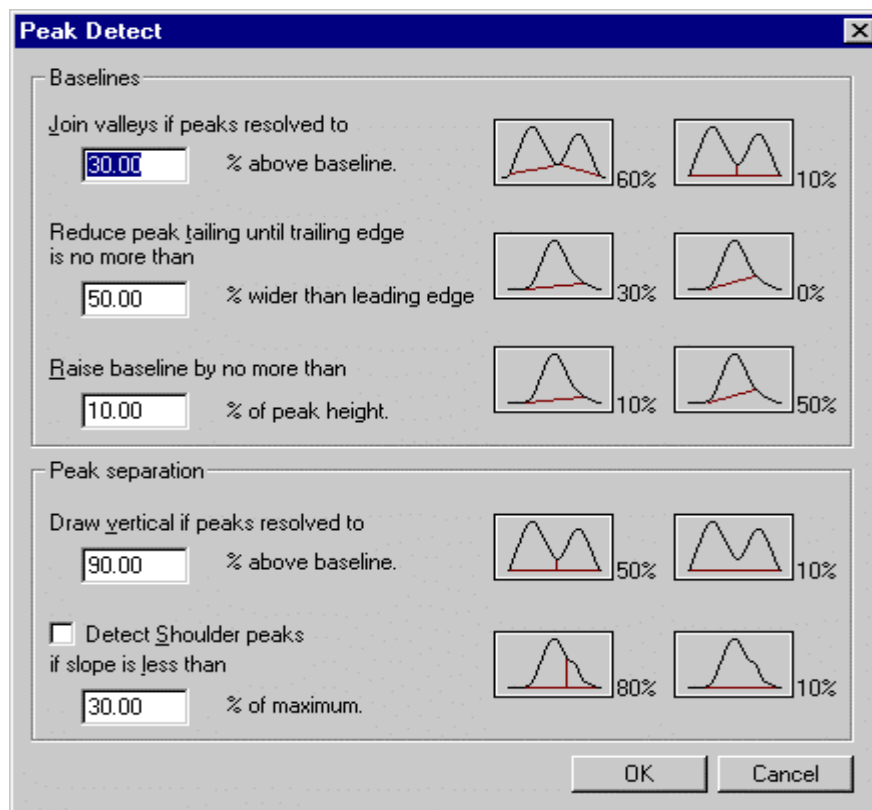 Peak Detect
Baselines
Join valleys if peaks resolved to
30.00 % above baseline.
60% 10%
Reduce peak tailing until trailing edge
is no more than
50.00 % wider than leading edge
30% 0%
Raise baseline by no more than
10.00 % of peak height.
10% 50%
Peak separation
Draw vertical if peaks resolved to
90.00 % above baseline.
50% 10%
Detect Shoulder peaks
if slope is less than
30.00 % of maximum.
80% 10%
OK Cancel